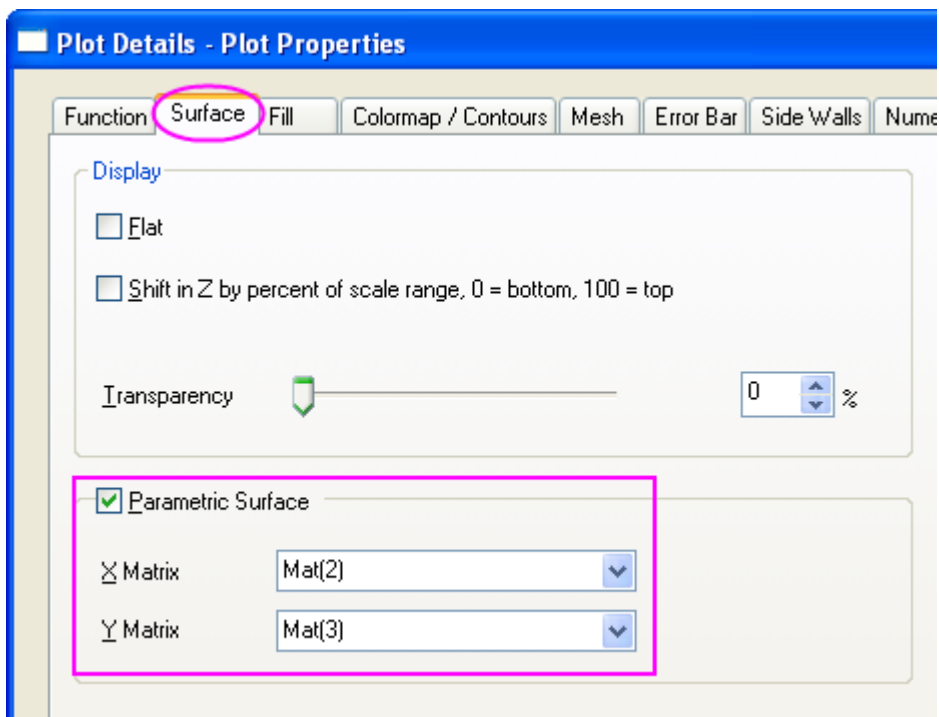 Plot Details - Plot Properties
Function Surface Fill Colormap / Contours Mesh Error Bar Side Walls Nume
Display
Flat
Shift in Z by percent of scale range, 0 = bottom, 100 = top
Transparency 0 %
Parametric Surface
X Matrix Mat(2)
Y Matrix Mat(3)